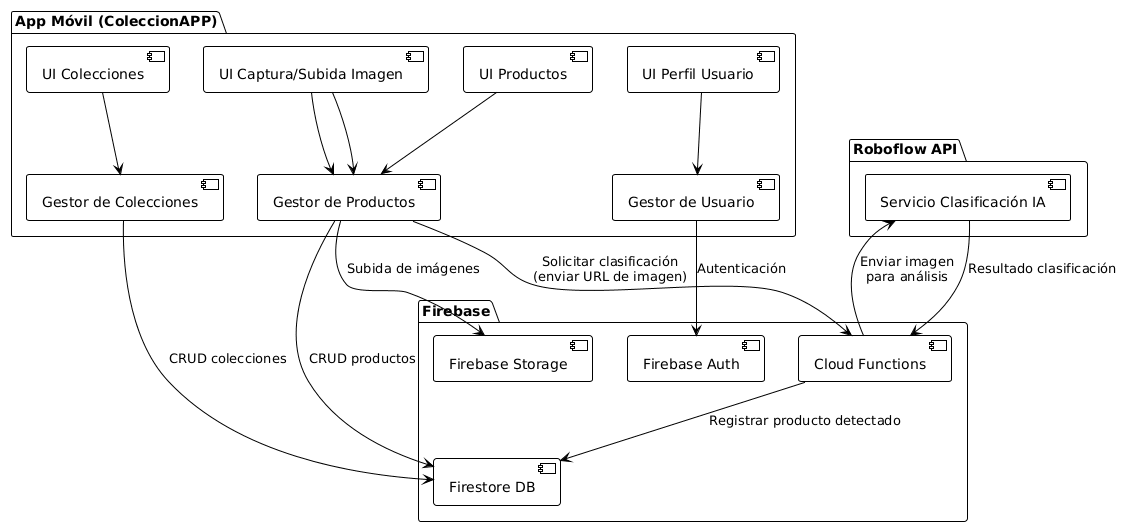 App Móvil (ColeccionAPP)
UI Colecciones
UI Captura/Subida Imagen
UI Productos
UI Perfil Usuario
Roboflow API
Gestor de Colecciones
Gestor de Productos
Gestor de Usuario
Servicio Clasificación IA
Subida de imágenes
Solicitar clasificación
(enviar URL de imagen)
Autenticación
Enviar imagen
para análisis
Resultado clasificación
Firebase
CRUD colecciones
CRUD productos
Firebase Storage
Firebase Auth
Cloud Functions
Registrar producto detectado
Firestore DB